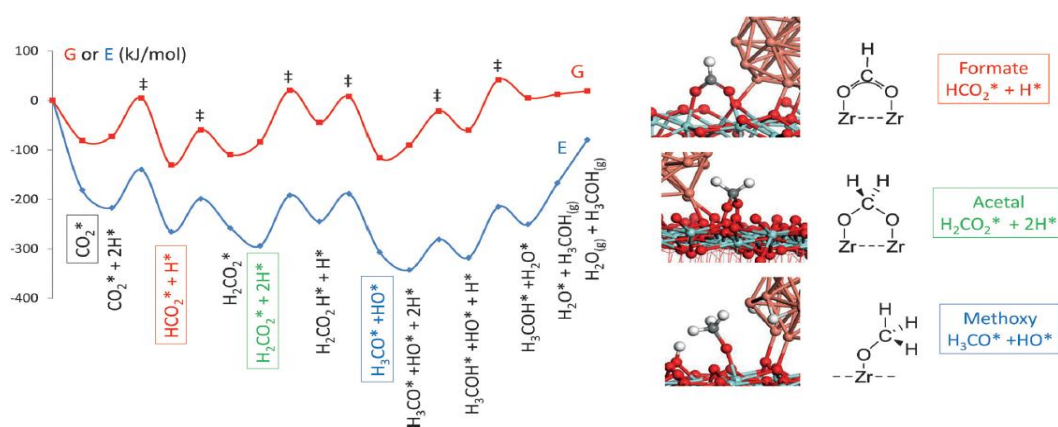 G or E (kJ/mol)
100
0
-100
-200
-300
-400
‡
‡
‡
‡
‡
‡
G
E
CO₂*
CO₂* + 2H*
HCO₂* + H*
H₂CO₂*
H₂CO₂* + 2H*
H₂CO₂H* + H*
H₃CO* +HO*
H₃CO* +HO* + 2H*
H₃COH* +HO* + H*
H₃COH* +H₂O*
H₂O* + H₃COH(g)
H₂O(g) + H₃COH(g)
H
C
O O
Zr Zr
Formate
HCO₂* + H*
H H
C
O O
Zr Zr
Acetal
H₂CO₂* + 2H*
H
C H
H
O
Zr
Methoxy
H₃CO* +HO*